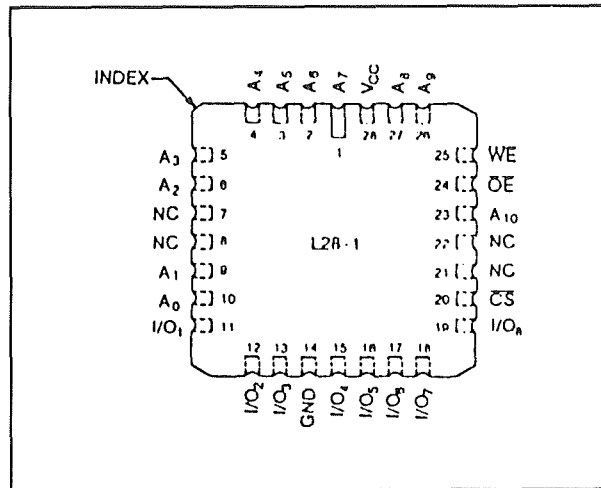 INDEX
A4 A5 A6 A7 VCC A8 A9
4 3 2 1 28 27 26
A3 5 25 WE
A2 6 24 OE
NC 7 23 A10
NC 8 L28-1 22 NC
A1 9 21 NC
A0 10 20 CS
I/O1 11 19 I/O8
12 13 14 15 16 17 18
I/O2 I/O3 GND I/O4 I/O5 I/O6 I/O7